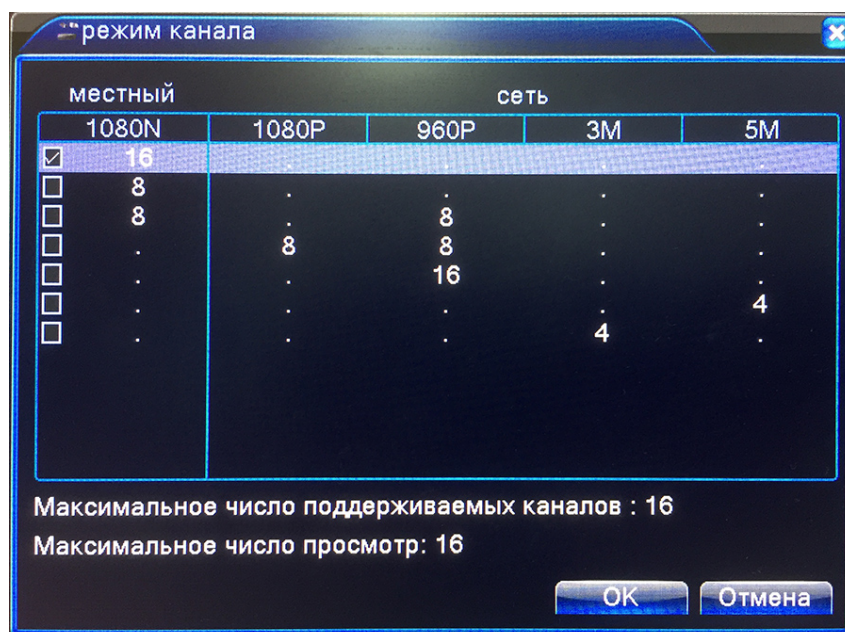 режим канала
местный сеть
1080N 1080P 960P 3M 5M
16 . . . .
8 . . . .
8 . 8 . .
. 8 8 . .
. . 16 . .
. . . . 4
. . . 4 .
Максимальное число поддерживаемых каналов : 16
Максимальное число просмотр: 16
OK Отмена